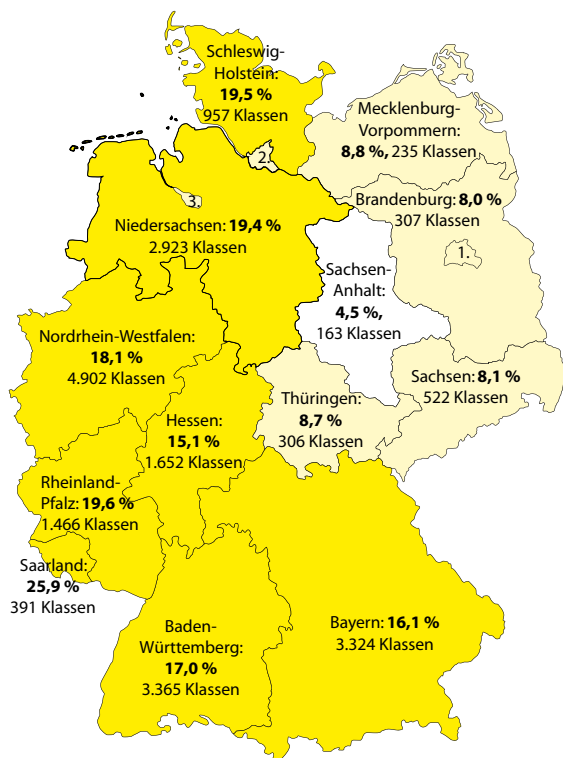 Schleswig-
Holstein:
19,5 %
957 Klassen
Mecklenburg-
Vorpommern:
8,8 %, 235 Klassen
2.
Brandenburg: 8,0 %
307 Klassen
3.
Niedersachsen: 19,4 %
2.923 Klassen
1.
Sachsen-
Anhalt:
4,5 %,
163 Klassen
Nordrhein-Westfalen:
18,1 %
4.902 Klassen
Sachsen: 8,1 %
522 Klassen
Thüringen:
8,7 %
306 Klassen
Hessen:
15,1 %
1.652 Klassen
Rheinland-
Pfalz: 19,6 %
1.466 Klassen
Saarland:
25,9 %
391 Klassen
Baden-
Württemberg:
17,0 %
3.365 Klassen
Bayern: 16,1 %
3.324 Klassen